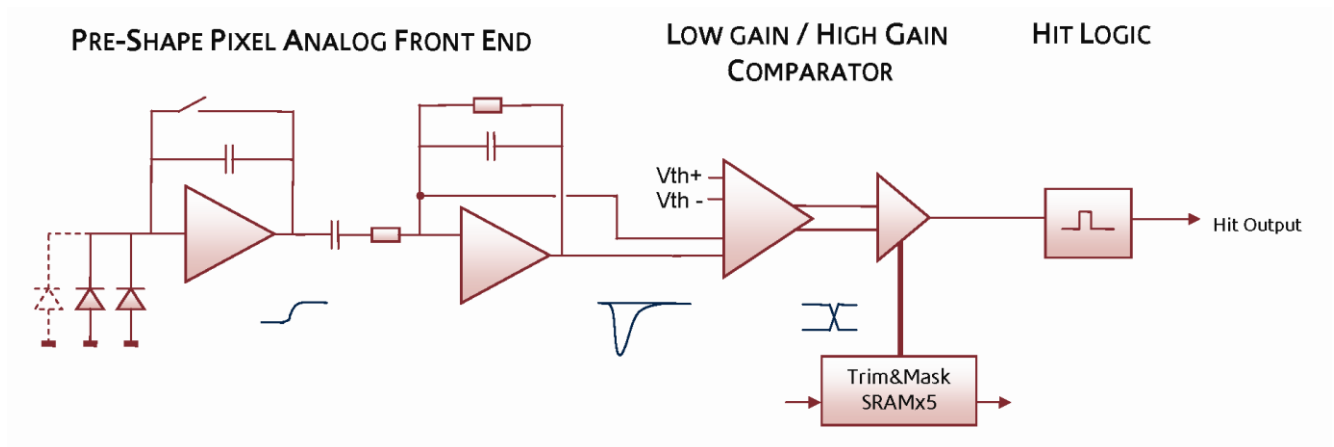 PRE-SHAPE PIXEL ANALOG FRONT END
LOW GAIN / HIGH GAIN
COMPARATOR
HIT LOGIC
Vth+
Vth -
Hit Output
Trim&Mask
SRAMx5